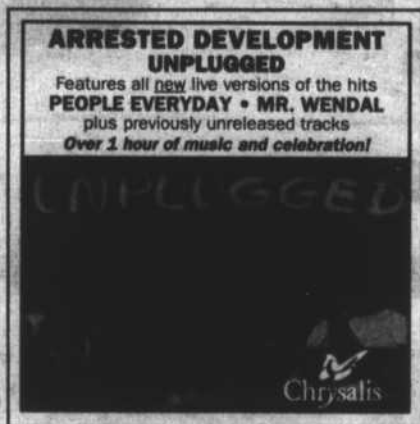 ARRESTED DEVELOPMENT
UNPLUGGED
Features all new live versions of the hits
PEOPLE EVERYDAY • MR. WENDAL
plus previously unreleased tracks
Over 1 hour of music and celebration!
UNPLUGGED
Chrysalis